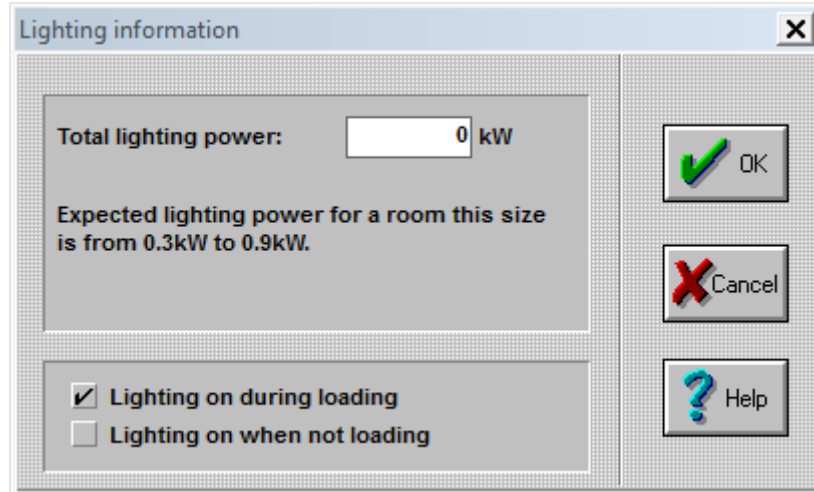 Lighting information
Total lighting power: 0 kW
Expected lighting power for a room this size
is from 0.3kW to 0.9kW.
Lighting on during loading
Lighting on when not loading
OK
Cancel
Help